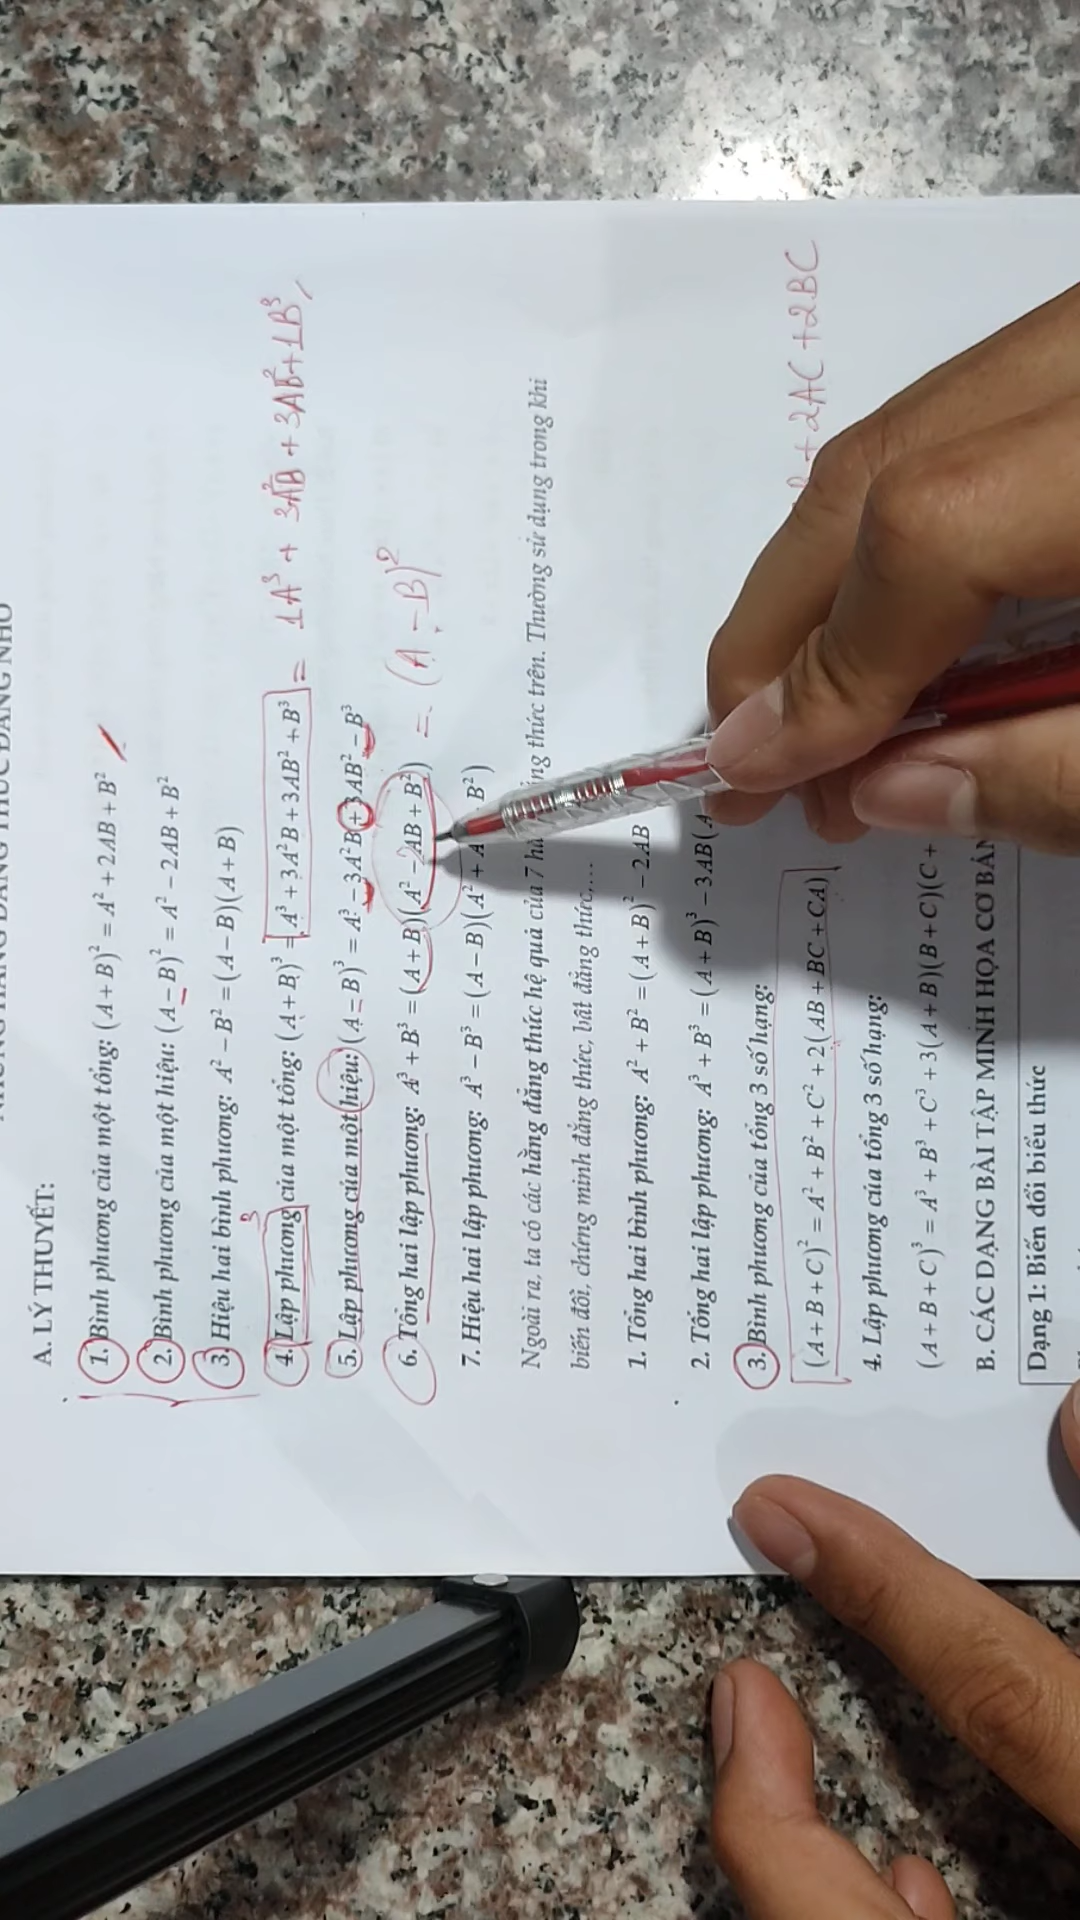 A. LÝ THUYẾT:
1. Bình phương của một tổng: (A + B)² = A² + 2AB + B²
2. Bình phương của một hiệu: (A − B)² = A² − 2AB + B²
3. Hiệu hai bình phương: A² − B² = (A − B)(A + B)
3
4. Lập phương của một tổng: (A + B)³ = A³ + 3A²B + 3AB² + B³ = 1A³ + 3A²B + 3AB² + 1B³
5. Lập phương của một hiệu: (A − B)³ = A³ − 3A²B + 3AB² − B³
6. Tổng hai lập phương: A³ + B³ = (A + B)(A² − 2AB + B²) = (A − B)²
7. Hiệu hai lập phương: A³ − B³ = (A − B)(A² + A B²)
Ngoài ra, ta có các hằng đẳng thức hệ quả của 7 thức trên. Thường sử dụng trong khi
biến đổi, chứng minh đẳng thức, bất đẳng thức,…
1. Tổng hai bình phương: A² + B² = (A + B)² − 2AB
2. Tổng hai lập phương: A³ + B³ = (A + B)³ − 3AB(A
3. Bình phương của tổng 3 số hạng:
(A + B + C)² = A² + B² + C² + 2(AB + BC + CA) + 2AC + 2BC
4. Lập phương của tổng 3 số hạng:
(A + B + C)³ = A³ + B³ + C³ + 3(A + B)(B + C)(C +
B. CÁC DẠNG BÀI TẬP MINH HỌA CƠ BẢN
Dạng 1: Biến đổi biểu thức